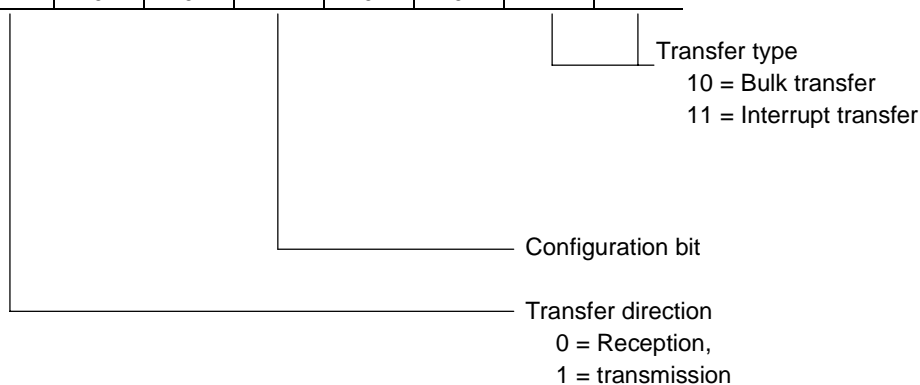 Transfer type
10 = Bulk transfer
11 = Interrupt transfer
Configuration bit
Transfer direction
0 = Reception,
1 = transmission